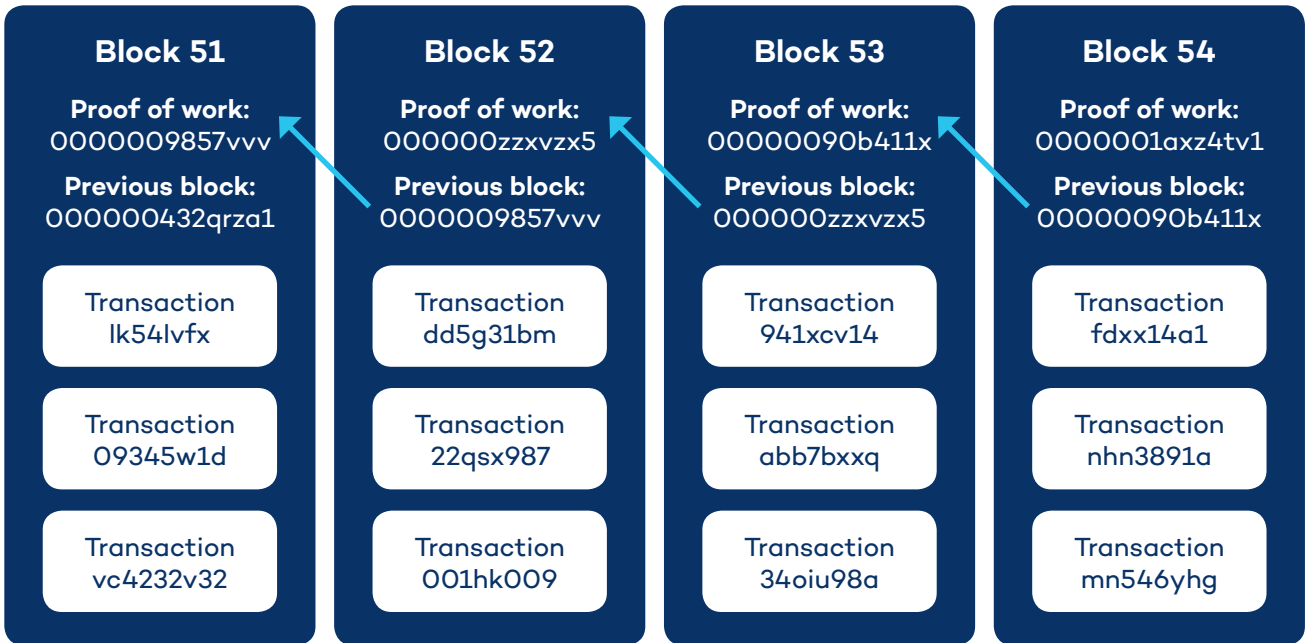 Block 51
Proof of work:
0000009857vvv
Previous block:
000000432qrza1
Transaction
lk54lvfx
Transaction
09345w1d
Transaction
vc4232v32
Block 52
Proof of work:
000000zzxvzx5
Previous block:
0000009857vvv
Transaction
dd5g31bm
Transaction
22qsx987
Transaction
001hk009
Block 53
Proof of work:
00000090b411x
Previous block:
000000zzxvzx5
Transaction
941xcv14
Transaction
abb7bxxq
Transaction
34oiu98a
Block 54
Proof of work:
0000001axz4tv1
Previous block:
00000090b411x
Transaction
fdxx14a1
Transaction
nhn3891a
Transaction
mn546yhg